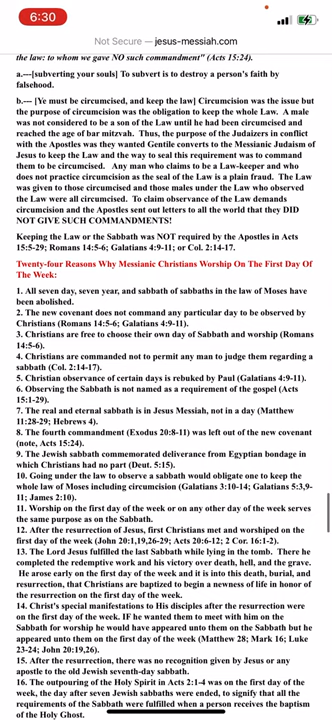 6:30
Not Secure — jesus-messiah.com
the law: to whom we gave NO such commandment" (Acts 15:24).
a.---[subverting your souls] To subvert is to destroy a person's faith by
falsehood.
b.--- [Ye must be circumcised, and keep the law] Circumcision was the issue but
the purpose of circumcision was the obligation to keep the whole Law. A male
was not considered to be a son of the Law until he had been circumcised and
reached the age of bar mitzvah. Thus, the purpose of the Judaizers in conflict
with the Apostles was they wanted Gentile converts to the Messianic Judaism of
Jesus to keep the Law and the way to seal this requirement was to command
them to be circumcised. Any man who claims to be a Law-keeper and who
does not practice circumcision as the seal of the Law is a plain fraud. The Law
was given to those circumcised and those males under the Law who observed
the Law were all circumcised. To claim observance of the Law demands
circumcision and the Apostles sent out letters to all the world that they DID
NOT GIVE SUCH COMMANDMENTS!
Keeping the Law or the Sabbath was NOT required by the Apostles in Acts
15:5-29; Romans 14:5-6; Galatians 4:9-11; or Col. 2:14-17.
Twenty-four Reasons Why Messianic Christians Worship On The First Day Of
The Week:
1. All seven day, seven year, and sabbath of sabbaths in the law of Moses have
been abolished.
2. The new covenant does not command any particular day to be observed by
Christians (Romans 14:5-6; Galatians 4:9-11).
3. Christians are free to choose their own day of Sabbath and worship (Romans
14:5-6).
4. Christians are commanded not to permit any man to judge them regarding a
sabbath (Col. 2:14-17).
5. Christian observance of certain days is rebuked by Paul (Galatians 4:9-11).
6. Observing the Sabbath is not named as a requirement of the gospel (Acts
15:1-29).
7. The real and eternal sabbath is in Jesus Messiah, not in a day (Matthew
11:28-29; Hebrews 4).
8. The fourth commandment (Exodus 20:8-11) was left out of the new covenant
(note, Acts 15:24).
9. The Jewish sabbath commemorated deliverance from Egyptian bondage in
which Christians had no part (Deut. 5:15).
10. Going under the law to observe a sabbath would obligate one to keep the
whole law of Moses including circumcision (Galatians 3:10-14; Galatians 5:3,9-
11; James 2:10).
11. Worship on the first day of the week or on any other day of the week serves
the same purpose as on the Sabbath.
12. After the resurrection of Jesus, first Christians met and worshiped on the
first day of the week (John 20:1,19,26-29; Acts 20:6-12; 2 Cor. 16:1-2).
13. The Lord Jesus fulfilled the last Sabbath while lying in the tomb. There he
completed the redemptive work and his victory over death, hell, and the grave.
He arose early on the first day of the week and it is into this death, burial, and
resurrection, that Christians are baptized to begin a newness of life in honor of
the resurrection on the first day of the week.
14. Christ's special manifestations to His disciples after the resurrection were
on the first day of the week. IF he wanted them to meet with him on the
Sabbath for worship he would have appeared unto them on the Sabbath but he
appeared unto them on the first day of the week (Matthew 28; Mark 16; Luke
23-24; John 20:19,26).
15. After the resurrection, there was no recognition given by Jesus or any
apostle to the old Jewish seventh-day sabbath.
16. The outpouring of the Holy Spirit in Acts 2:1-4 was on the first day of the
week, the day after seven Jewish sabbaths were ended, to signify that all the
requirements of the Sabbath were fulfilled when a person receives the baptism
of the Holy Ghost.